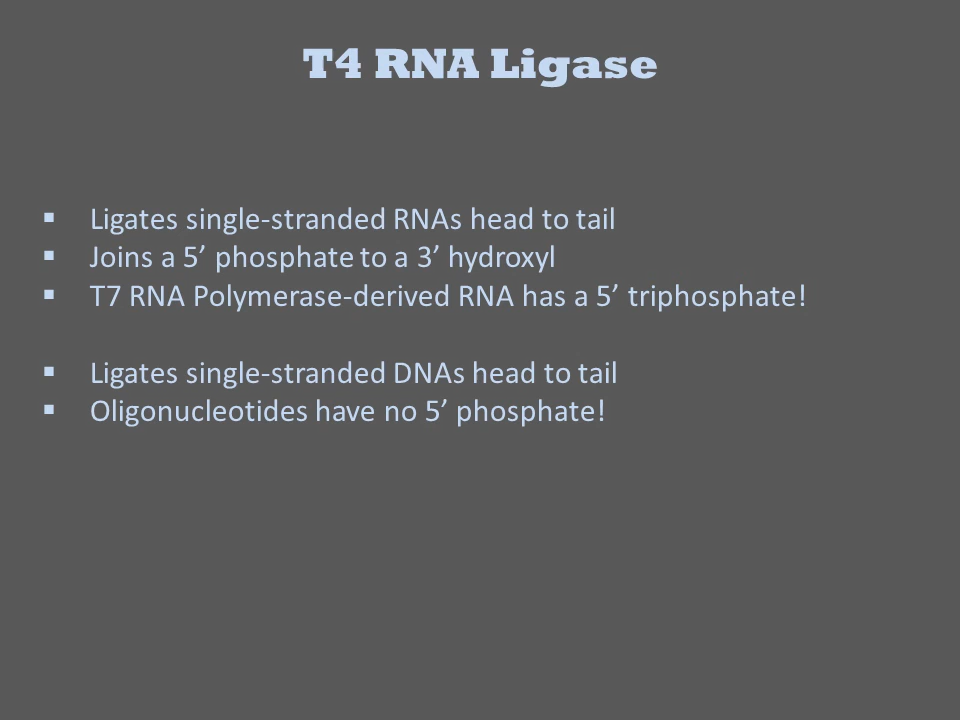 T4 RNA Ligase
▪ Ligates single-stranded RNAs head to tail
▪ Joins a 5’ phosphate to a 3’ hydroxyl
▪ T7 RNA Polymerase-derived RNA has a 5’ triphosphate!
▪ Ligates single-stranded DNAs head to tail
▪ Oligonucleotides have no 5’ phosphate!